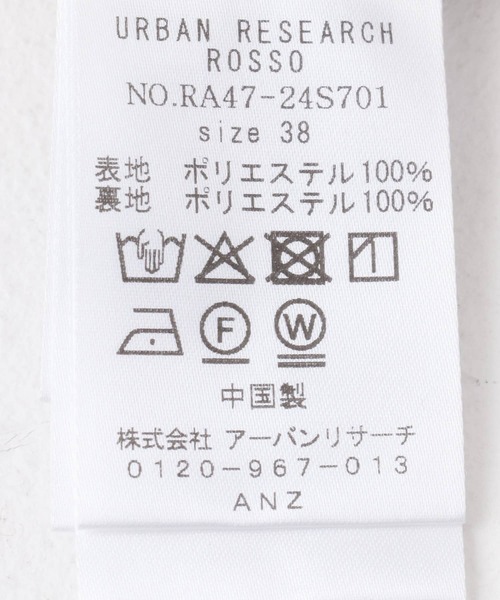 URBAN RESEARCH
ROSSO
NO.RA47-24S701
size 38
表地 ポリエステル100%
裏地 ポリエステル100%
F W
中国製
株式会社 アーバンリサーチ
0120-967-013
ANZ